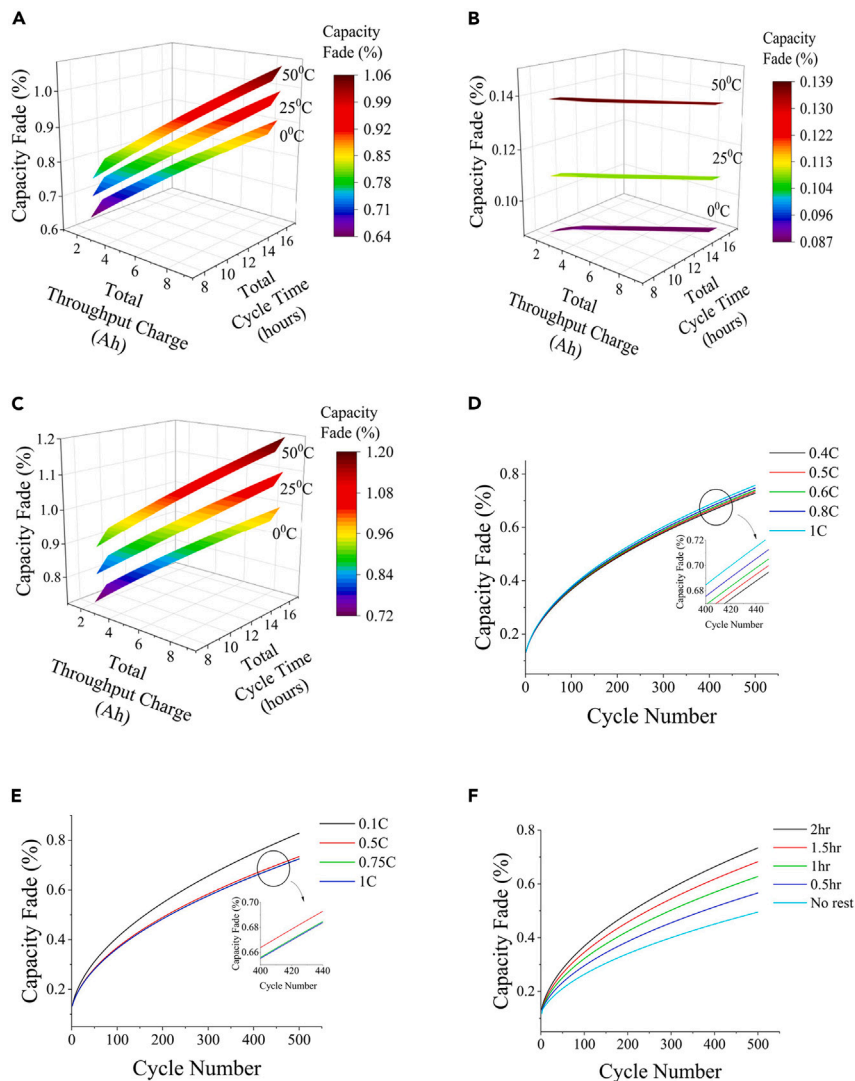 A
Capacity
Fade (%)
Capacity Fade (%)
1.0
0.9
0.8
0.7
0.6
50⁰C
25⁰C
0⁰C
1.06
0.99
0.92
0.85
0.78
0.71
0.64
2
4
6
8
8
10
12
14
16
Total
Throughput Charge
(Ah)
Total
Cycle Time
(hours)
B
Capacity
Fade (%)
Capacity Fade (%)
0.14
0.12
0.10
50⁰C
25⁰C
0⁰C
0.139
0.130
0.122
0.113
0.104
0.096
0.087
2
4
6
8
8
10
12
14
16
Total
Throughput Charge
(Ah)
Total
Cycle Time
(hours)
C
Capacity
Fade (%)
Capacity Fade (%)
1.2
1.1
1.0
0.9
0.8
50⁰C
25⁰C
0⁰C
1.20
1.12
1.04
0.96
0.88
0.80
0.72
2
4
6
8
8
10
12
14
16
Total
Throughput Charge
(Ah)
Total
Cycle Time
(hours)
D
Capacity Fade (%)
0.8
0.6
0.4
0.2
0.4C
0.5C
0.6C
0.8C
1C
Capacity Fade (%)
0.72
0.70
0.68
400 420 440
Cycle Number
0 100 200 300 400 500
Cycle Number
E
Capacity Fade (%)
0.8
0.6
0.4
0.2
0.1C
0.5C
0.75C
1C
Capacity Fade (%)
0.70
0.68
0.66
400 420 440
Cycle Number
0 100 200 300 400 500
Cycle Number
F
Capacity Fade (%)
0.8
0.6
0.4
0.2
2hr
1.5hr
1hr
0.5hr
No rest
0 100 200 300 400 500
Cycle Number